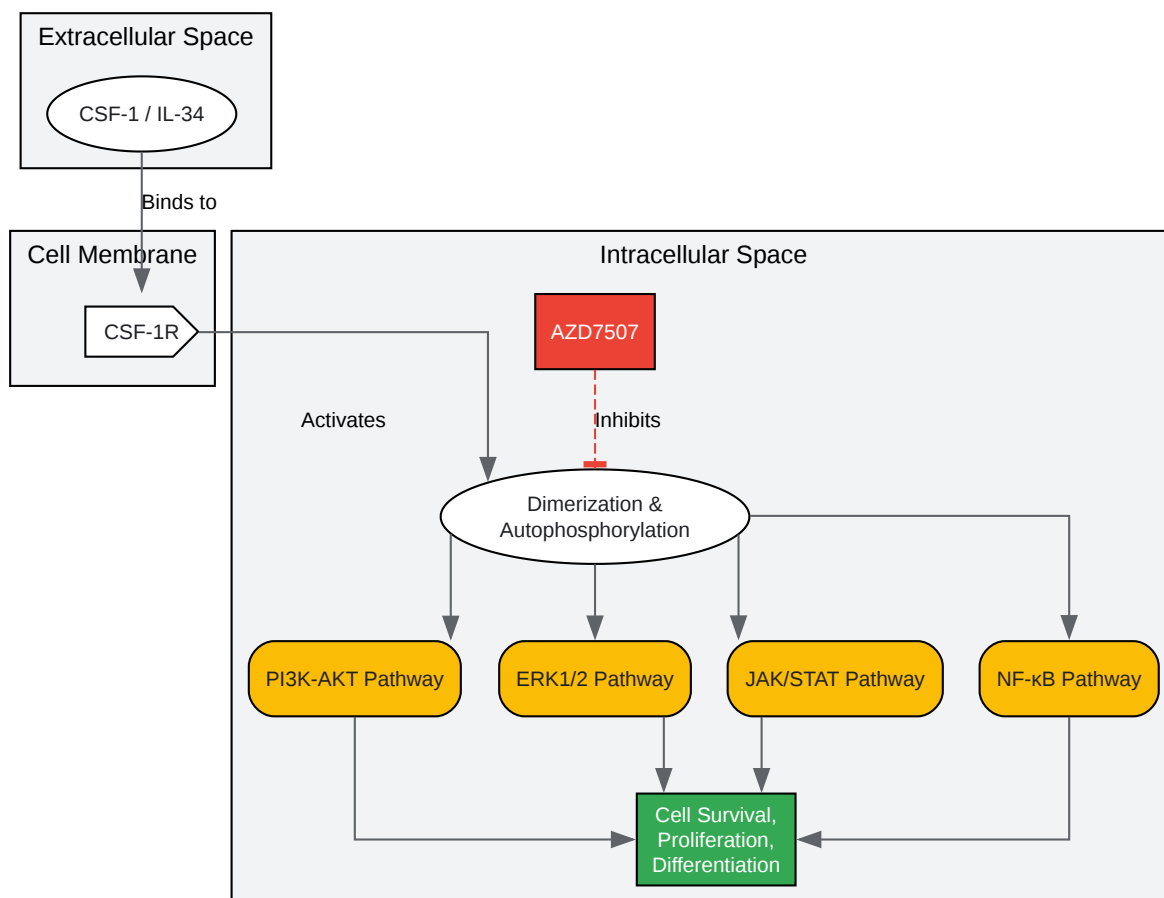 Extracellular Space
CSF-1 / IL-34
Binds to
Cell Membrane
CSF-1R
Intracellular Space
AZD7507
Activates
Inhibits
Dimerization &
Autophosphorylation
PI3K-AKT Pathway
ERK1/2 Pathway
JAK/STAT Pathway
NF-κB Pathway
Cell Survival,
Proliferation,
Differentiation